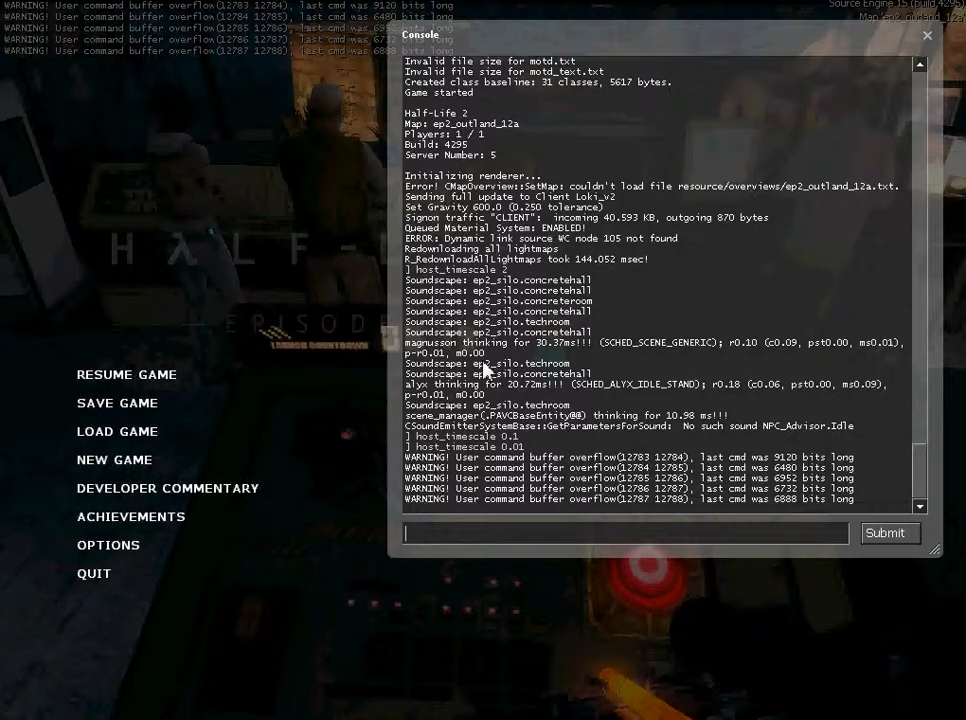 WARNING! User command buffer overflow(12783 12784), last cmd was 9120 bits long
WARNING! User command buffer overflow(12784 12785), last cmd was 6480 bits long
WARNING! User command buffer overflow(12785 12786), last cmd was 6952 bits long
WARNING! User command buffer overflow(12786 12787), last cmd was 6732 bits long
WARNING! User command buffer overflow(12787 12788), last cmd was 6888 bits long
Source Engine 15 (build 4295)
Map: ep2_outland_12a
Console
Invalid file size for motd.txt
Invalid file size for motd_text.txt
Created class baseline: 31 classes, 5617 bytes.
Game started
Half-Life 2
Map: ep2_outland_12a
Players: 1 / 1
Build: 4295
Server Number: 5
Initializing renderer...
Error! CMapOverview::SetMap: couldn't load file resource/overviews/ep2_outland_12a.txt.
Sending full update to Client Loki_v2
Set Gravity 600.0 (0.250 tolerance)
Signon traffic "CLIENT":  incoming 40.593 KB, outgoing 870 bytes
Queued Material System: ENABLED!
ERROR: Dynamic link source WC node 105 not found
Redownloading all lightmaps
R_RedownloadAllLightmaps took 144.052 msec!
] host_timescale 2
Soundscape: ep2_silo.concretehall
Soundscape: ep2_silo.concretehall
Soundscape: ep2_silo.concreteroom
Soundscape: ep2_silo.concretehall
Soundscape: ep2_silo.techroom
Soundscape: ep2_silo.concretehall
magnusson thinking for 30.37ms!!! (SCHED_SCENE_GENERIC); r0.10 (c0.09, pst0.00, ms0.01),
p-r0.01, m0.00
Soundscape: ep2_silo.techroom
Soundscape: ep2_silo.concretehall
alyx thinking for 20.72ms!!! (SCHED_ALYX_IDLE_STAND); r0.18 (c0.06, pst0.00, ms0.09),
p-r0.01, m0.00
Soundscape: ep2_silo.techroom
scene_manager(.PAVCBaseEntity@@) thinking for 10.98 ms!!!
CSoundEmitterSystemBase::GetParametersForSound:  No such sound NPC_Advisor.Idle
] host_timescale 0.1
] host_timescale 0.01
WARNING! User command buffer overflow(12783 12784), last cmd was 9120 bits long
WARNING! User command buffer overflow(12784 12785), last cmd was 6480 bits long
WARNING! User command buffer overflow(12785 12786), last cmd was 6952 bits long
WARNING! User command buffer overflow(12786 12787), last cmd was 6732 bits long
WARNING! User command buffer overflow(12787 12788), last cmd was 6888 bits long
Submit
HALF-L
EPISODE
LAUNCH COUNTDOWN
RESUME GAME
SAVE GAME
LOAD GAME
NEW GAME
DEVELOPER COMMENTARY
ACHIEVEMENTS
OPTIONS
QUIT